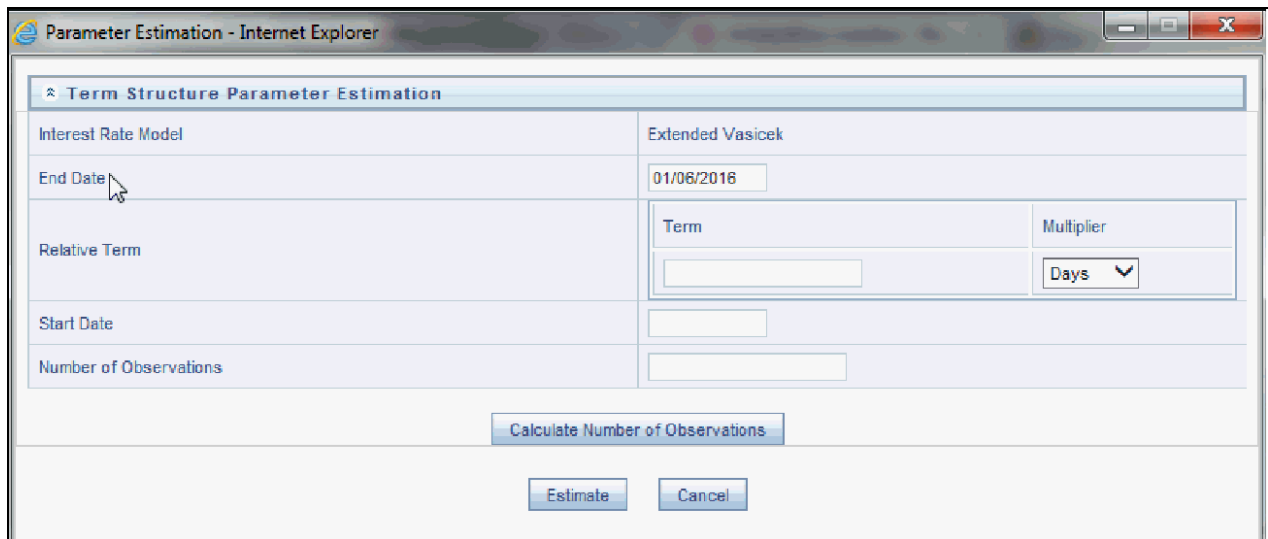 Parameter Estimation - Internet Explorer
Term Structure Parameter Estimation
Interest Rate Model Extended Vasicek
End Date 01/06/2016
Relative Term
Term Multiplier
Days
Start Date
Number of Observations
Calculate Number of Observations
Estimate Cancel